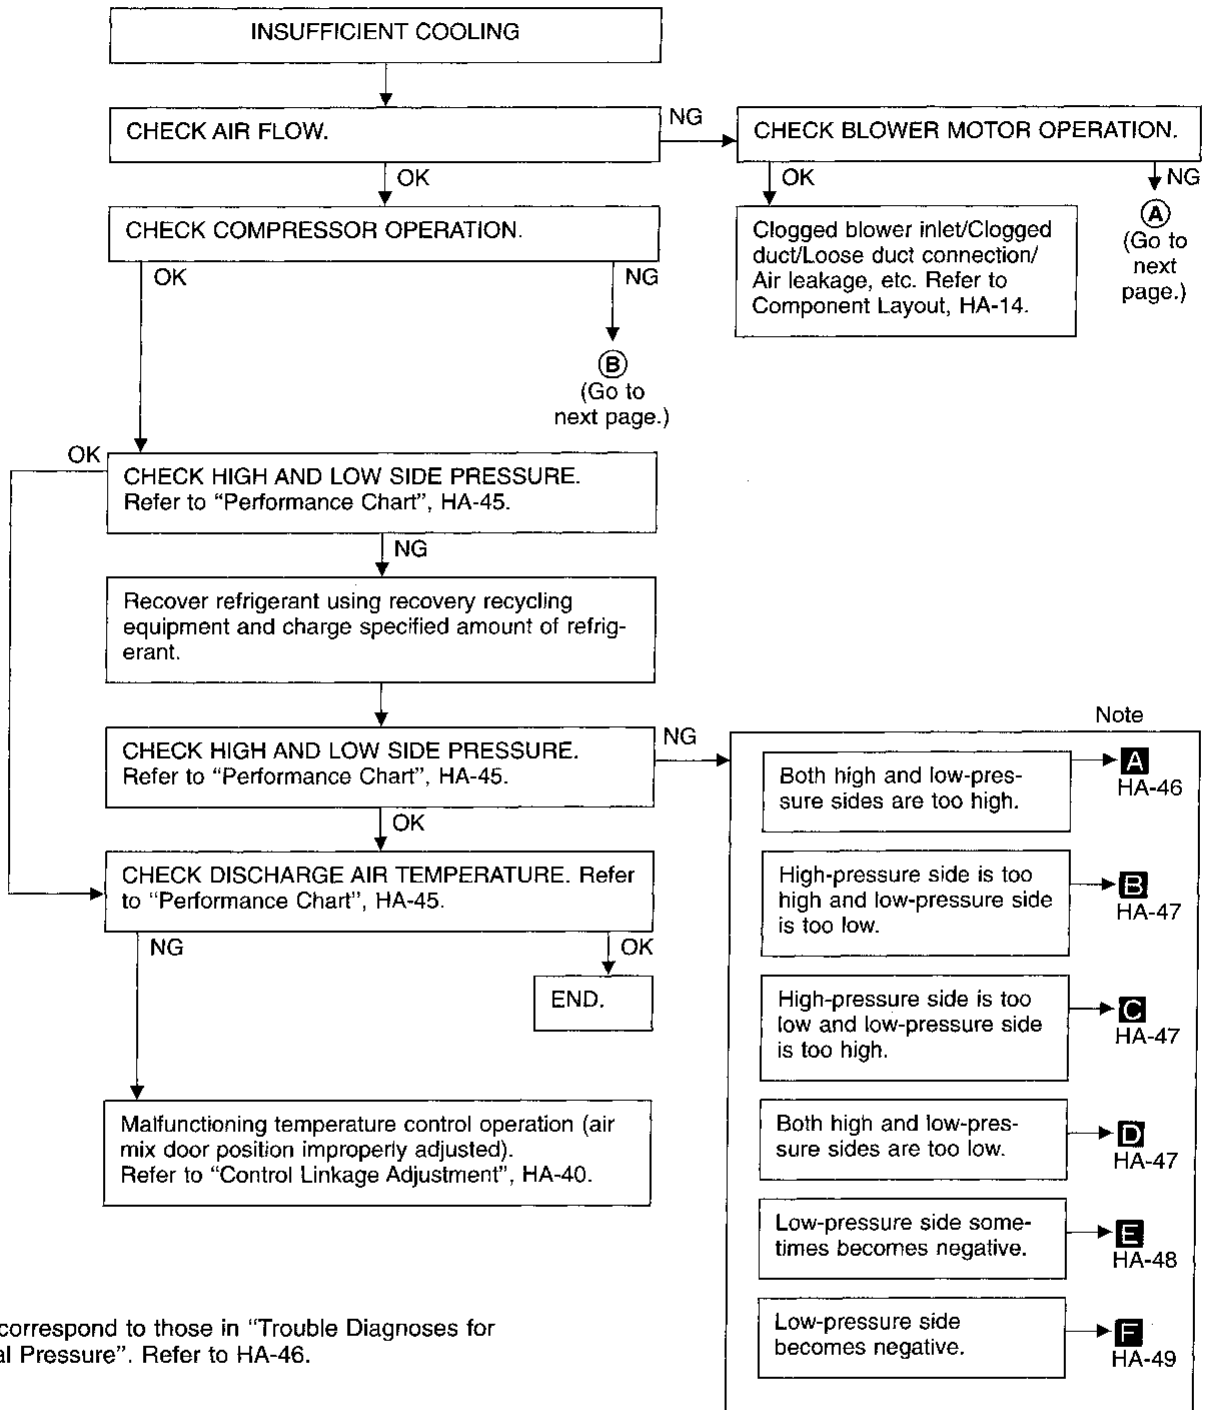 INSUFFICIENT COOLING
CHECK AIR FLOW.
NG
CHECK BLOWER MOTOR OPERATION.
OK
OK
NG
CHECK COMPRESSOR OPERATION.
Clogged blower inlet/Clogged
duct/Loose duct connection/
Air leakage, etc. Refer to
Component Layout, HA-14.
A
(Go to
next
page.)
OK
NG
B
(Go to
next page.)
OK
CHECK HIGH AND LOW SIDE PRESSURE.
Refer to “Performance Chart”, HA-45.
NG
Recover refrigerant using recovery recycling
equipment and charge specified amount of refrig-
erant.
CHECK HIGH AND LOW SIDE PRESSURE.
Refer to “Performance Chart”, HA-45.
NG
OK
CHECK DISCHARGE AIR TEMPERATURE. Refer
to “Performance Chart”, HA-45.
NG
OK
END.
Malfunctioning temperature control operation (air
mix door position improperly adjusted).
Refer to “Control Linkage Adjustment”, HA-40.
Note
Both high and low-pres-
sure sides are too high.
A
HA-46
High-pressure side is too
high and low-pressure side
is too low.
B
HA-47
High-pressure side is too
low and low-pressure side
is too high.
C
HA-47
Both high and low-pres-
sure sides are too low.
D
HA-47
Low-pressure side some-
times becomes negative.
E
HA-48
Low-pressure side
becomes negative.
F
HA-49
correspond to those in “Trouble Diagnoses for
al Pressure”. Refer to HA-46.